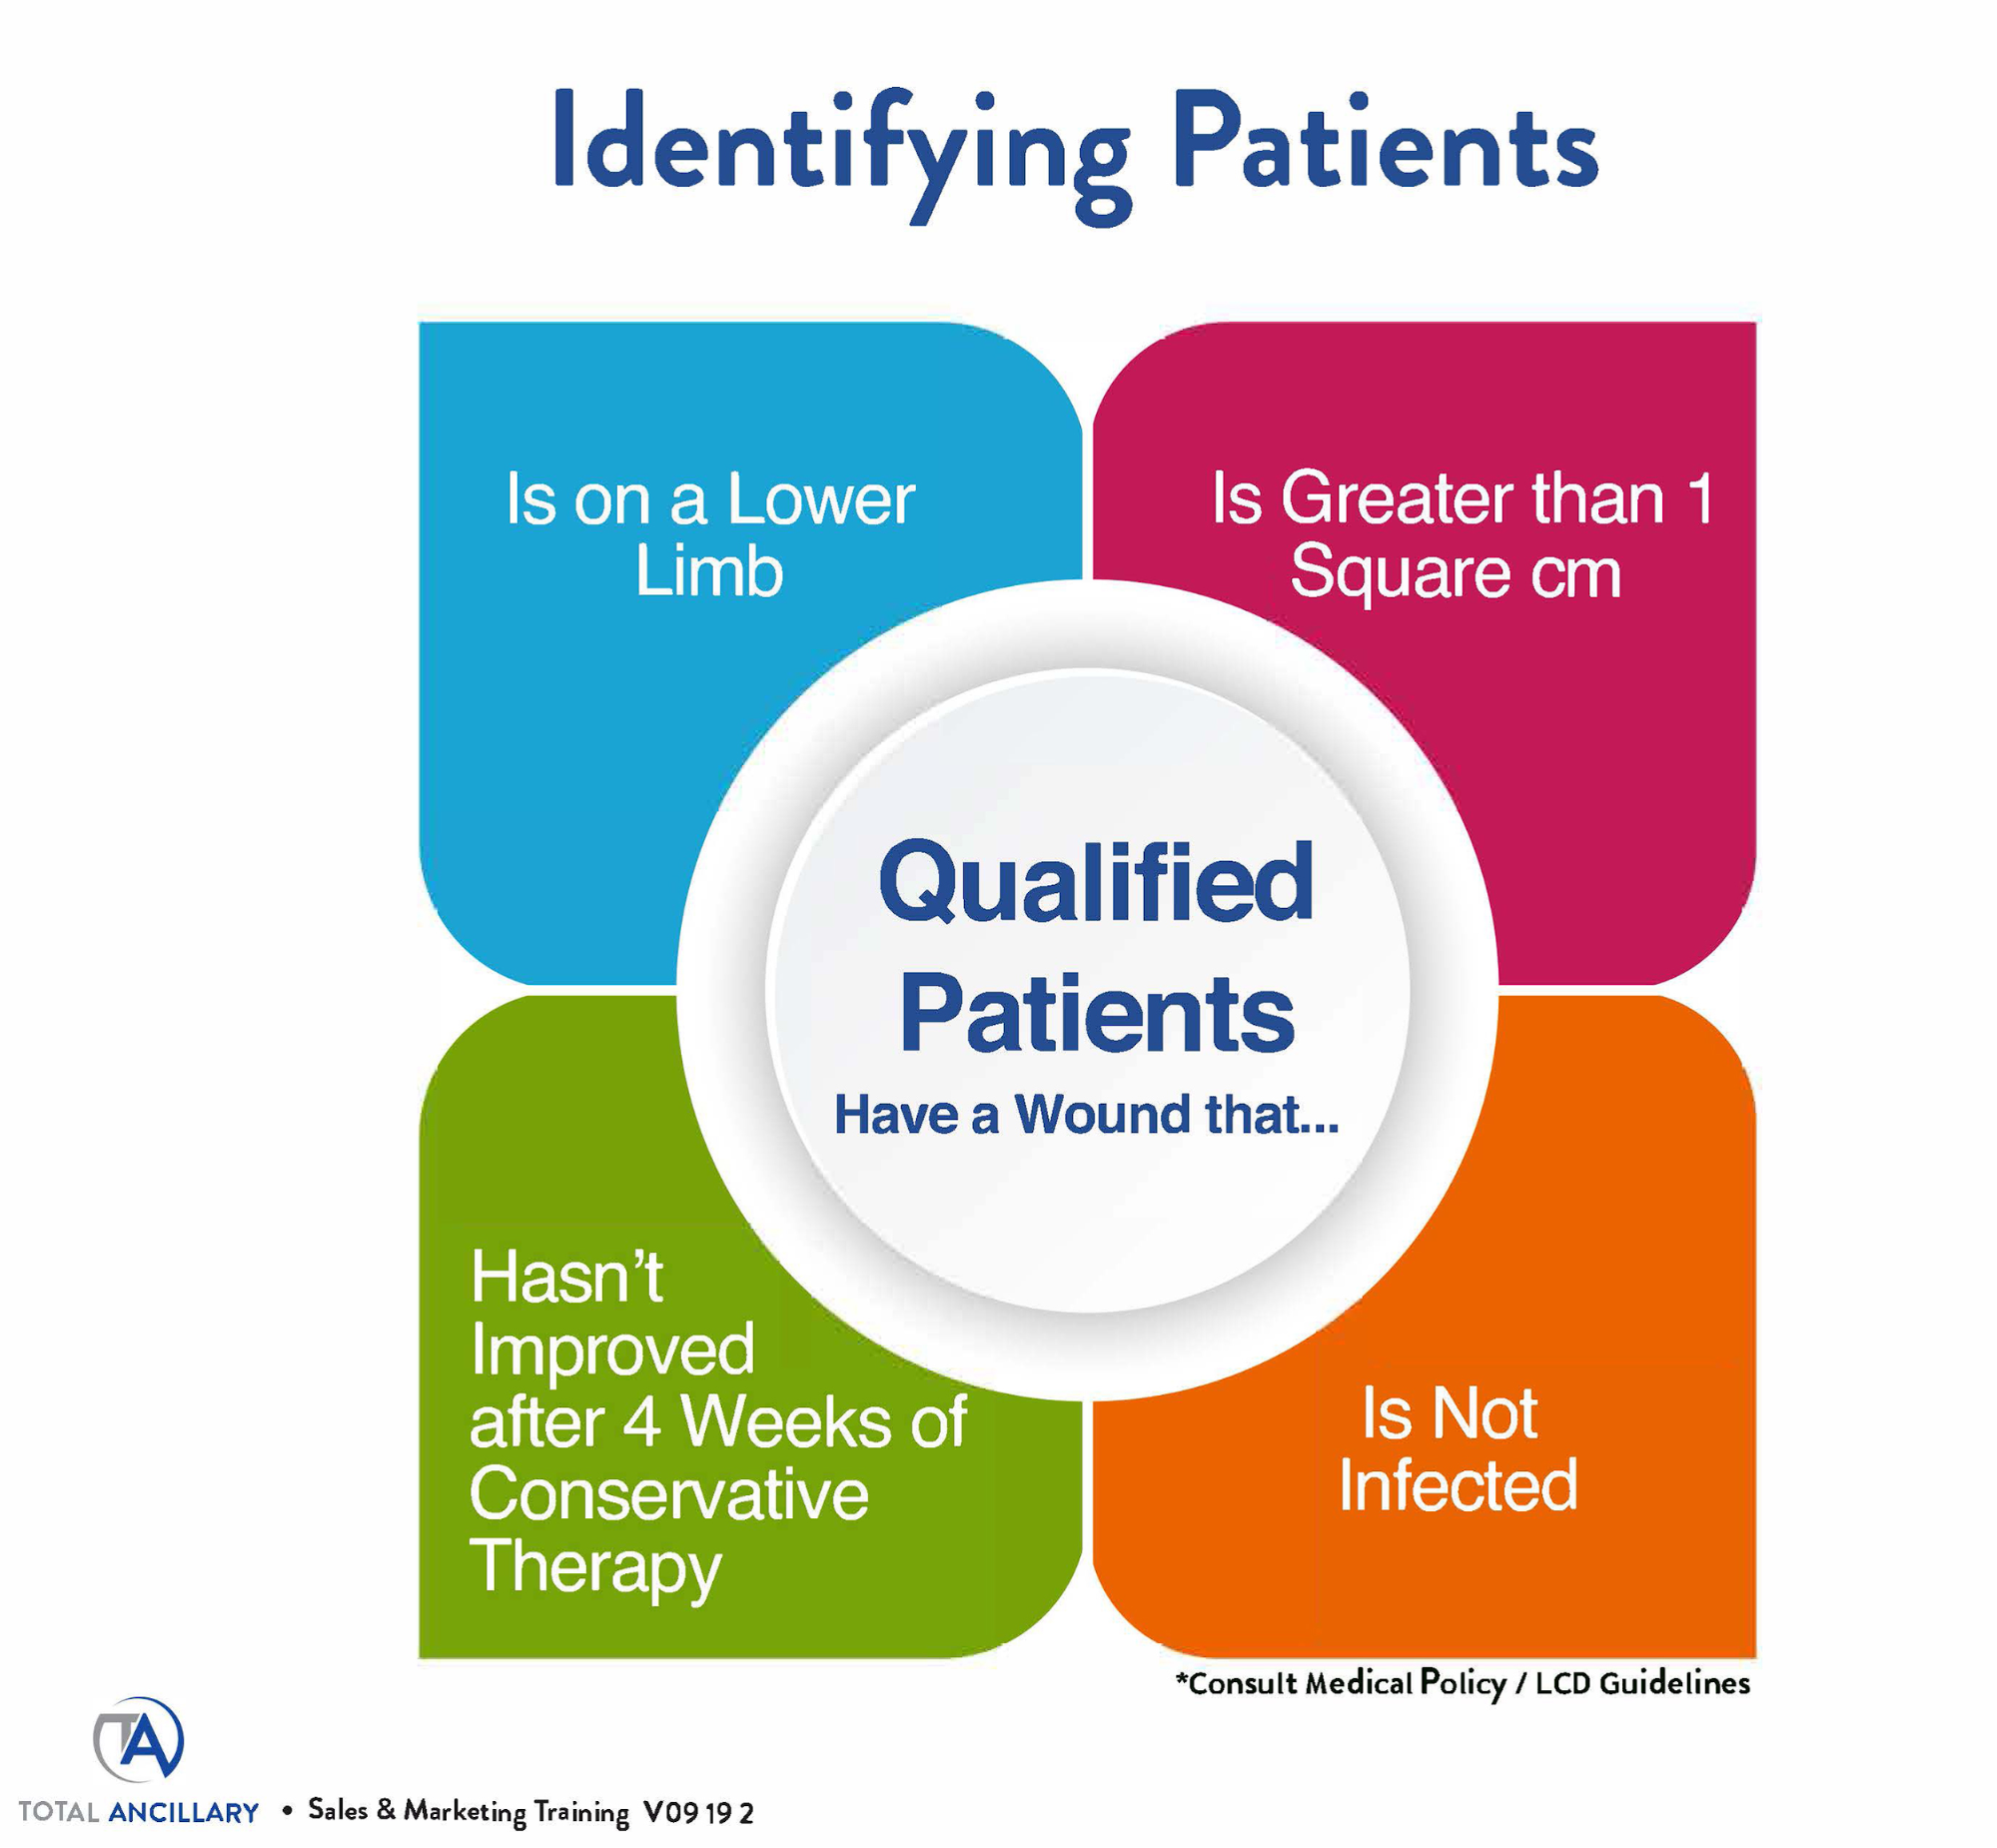 Identifying Patients
Is on a Lower
Limb
Is Greater than 1
Square cm
Qualified
Patients
Have a Wound that...
Hasn't
Improved
after 4 Weeks of
Conservative
Therapy
Is Not
Infected
*Consult Medical Policy / LCD Guidelines
TA
TOTAL ANCILLARY • Sales & Marketing Training V09 19 2